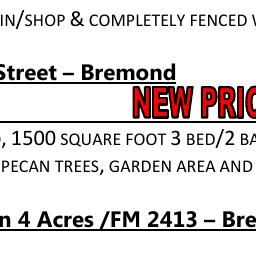 IN/SHOP & COMPLETELY FENCED
Street – Bremond
NEW PRIC
, 1500 SQUARE FOOT 3 BED/2 BA
PECAN TREES, GARDEN AREA AND
n 4 Acres /FM 2413 – Bre